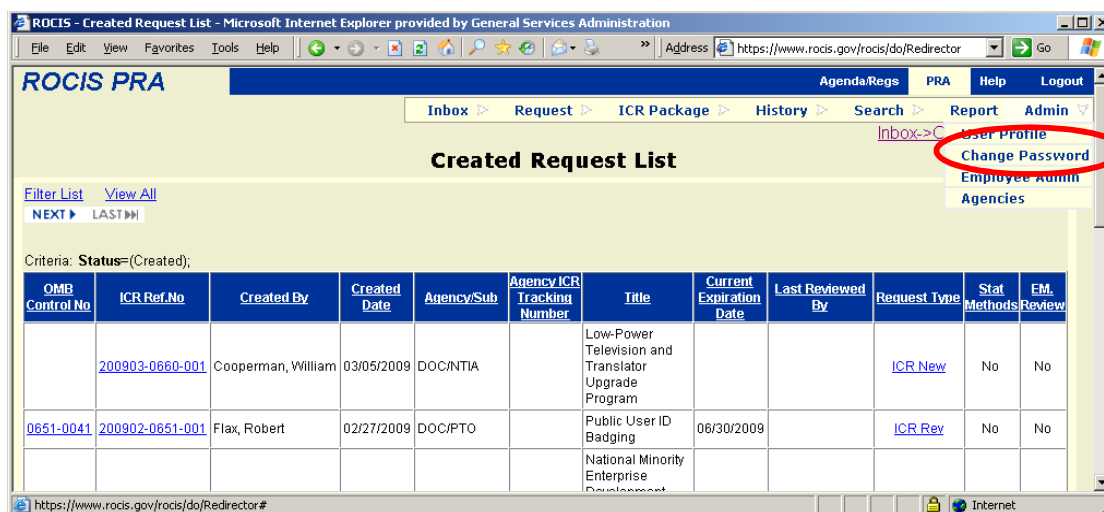 ROCIS - Created Request List - Microsoft Internet Explorer provided by General Services Administration
File Edit View Favorites Tools Help » Address https://www.rocis.gov/rocis/do/Redirector Go
ROCIS PRA
Agenda/Regs PRA Help Logout
Inbox Request ICR Package History Search Report Admin
Inbox->C
User Profile
Change Password
Employee Admin
Agencies
Created Request List
Filter List View All
NEXT LAST
Criteria: Status=(Created);
OMB Control No ICR Ref.No Created By Created Date Agency/Sub Agency ICR Tracking Number Title Current Expiration Date Last Reviewed By Request Type Stat Methods EM. Review
200903-0660-001 Cooperman, William 03/05/2009 DOC/NTIA Low-Power Television and Translator Upgrade Program ICR New No No
0651-0041 200902-0651-001 Flax, Robert 02/27/2009 DOC/PTO Public User ID Badging 06/30/2009 ICR Rev No No
National Minority
Enterprise
Development
https://www.rocis.gov/rocis/do/Redirector# Internet